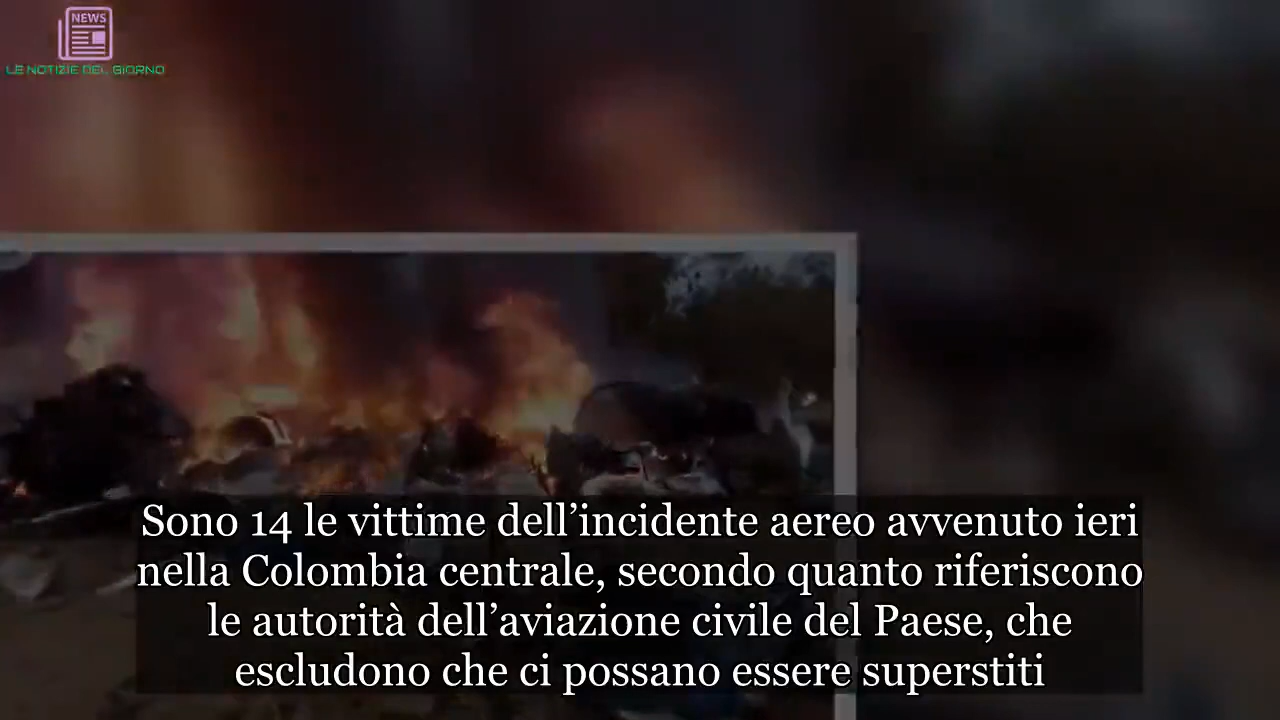 NEWS
LE NOTIZIE DEL GIORNO
Sono 14 le vittime dell’incidente aereo avvenuto ieri
nella Colombia centrale, secondo quanto riferiscono
le autorità dell’aviazione civile del Paese, che
escludono che ci possano essere superstiti